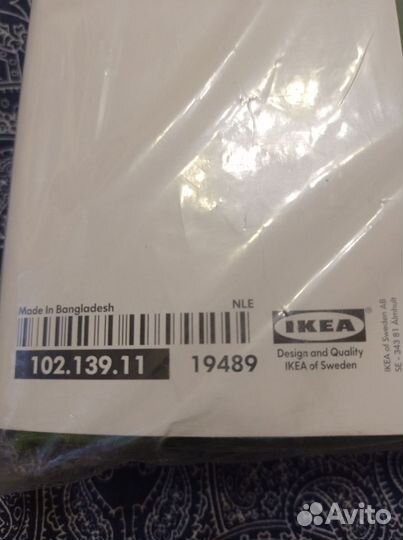 Made In Bangladesh
NLE
102.139.11
19489
IKEA
®
Design and Quality
IKEA of Sweden
IKEA of Sweden AB
SE - 343 81 Älmhult
Avito